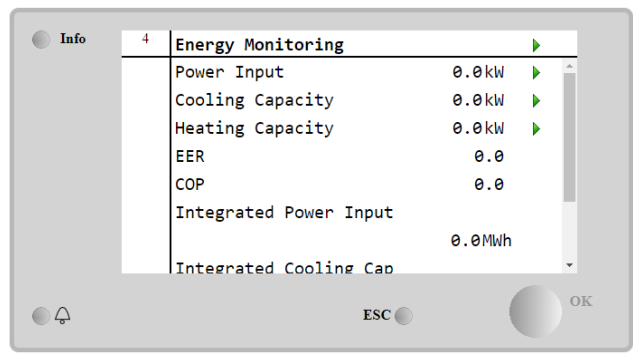 Info
4 Energy Monitoring
Power Input 0.0kW
Cooling Capacity 0.0kW
Heating Capacity 0.0kW
EER 0.0
COP 0.0
Integrated Power Input
0.0MWh
Integrated Cooling Cap
ESC
OK